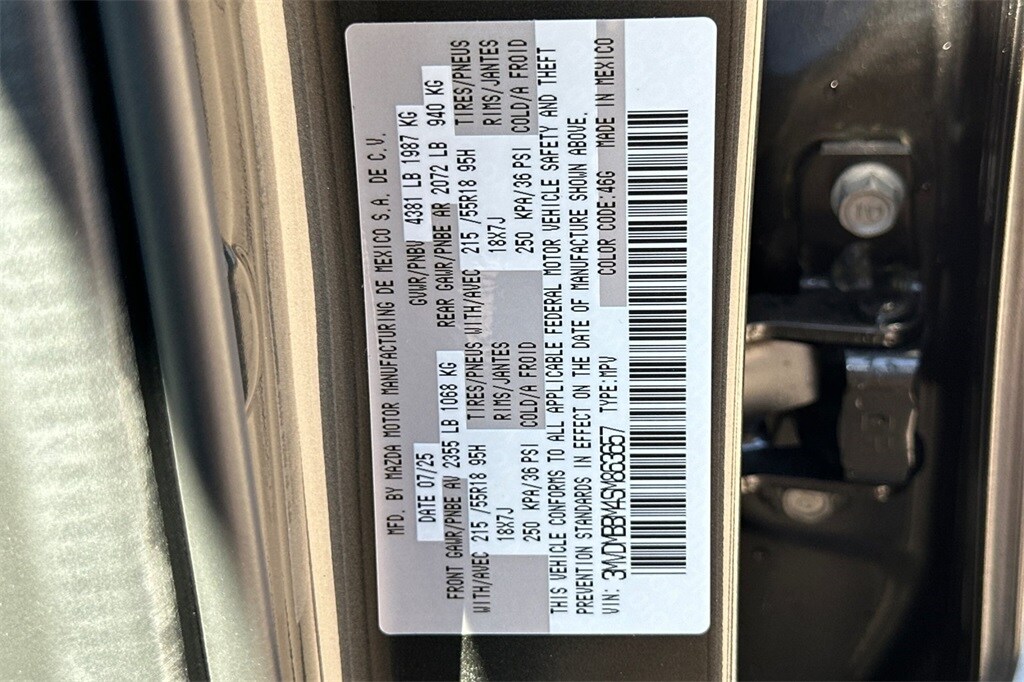 MFD. BY MAZDA MOTOR MANUFACTURING DE MEXICO S.A. DE C.V.
DATE 07/25 GVWR/PNBV 4381 LB 1987 KG
FRONT GAWR/PNBE AV 2355 LB 1068 KG REAR GAWR/PNBE AR 2072 LB 940 KG
WITH/AVEC 215 /55R18 95H TIRES/PNEUS WITH/AVEC 215 /55R18 95H TIRES/PNEUS
18X7J RIMS/JANTES 18X7J RIMS/JANTES
250 KPA/36 PSI COLD/A FROID 250 KPA/36 PSI COLD/A FROID
THIS VEHICLE CONFORMS TO ALL APPLICABLE FEDERAL MOTOR VEHICLE SAFETY AND THEFT
PREVENTION STANDARDS IN EFFECT ON THE DATE OF MANUFACTURE SHOWN ABOVE.
VIN: 3MVDMBBM4SM863667 TYPE:MPV COLOR CODE:46G MADE IN MEXICO